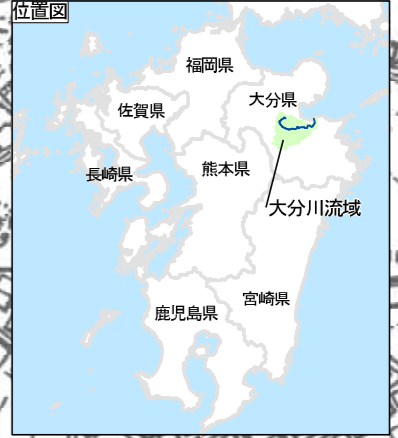 位置図
福岡県
大分県
佐賀県
長崎県
熊本県
大分川流域
宮崎県
鹿児島県